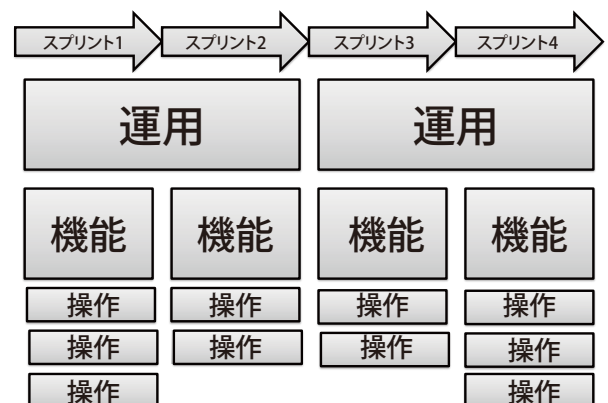 スプリント1 スプリント2 スプリント3 スプリント4
運用 運用
機能 機能 機能 機能
操作 操作 操作 操作
操作 操作 操作 操作
操作 操作